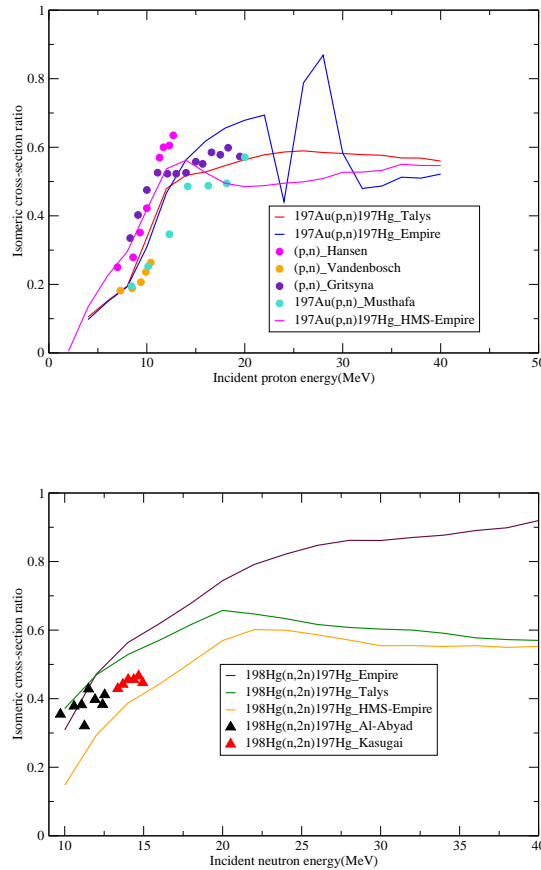 1
0.8
0.6
0.4
0.2
0
Isomeric cross-section ratio
197Au(p,n)197Hg_Talys
197Au(p,n)197Hg_Empire
(p,n)_Hansen
(p,n)_Vandenbosch
(p,n)_Gritsyna
197Au(p,n)_Musthafa
197Au(p,n)197Hg_HMS-Empire
0 10 20 30 40 50
Incident proton energy(MeV)
1
0.8
0.6
0.4
0.2
0
Isomeric cross-section ratio
198Hg(n,2n)197Hg_Empire
198Hg(n,2n)197Hg_Talys
198Hg(n,2n)197Hg_HMS-Empire
198Hg(n,2n)197Hg_Al-Abyad
198Hg(n,2n)197Hg_Kasugai
10 15 20 25 30 35 40
Incident neutron energy(MeV)